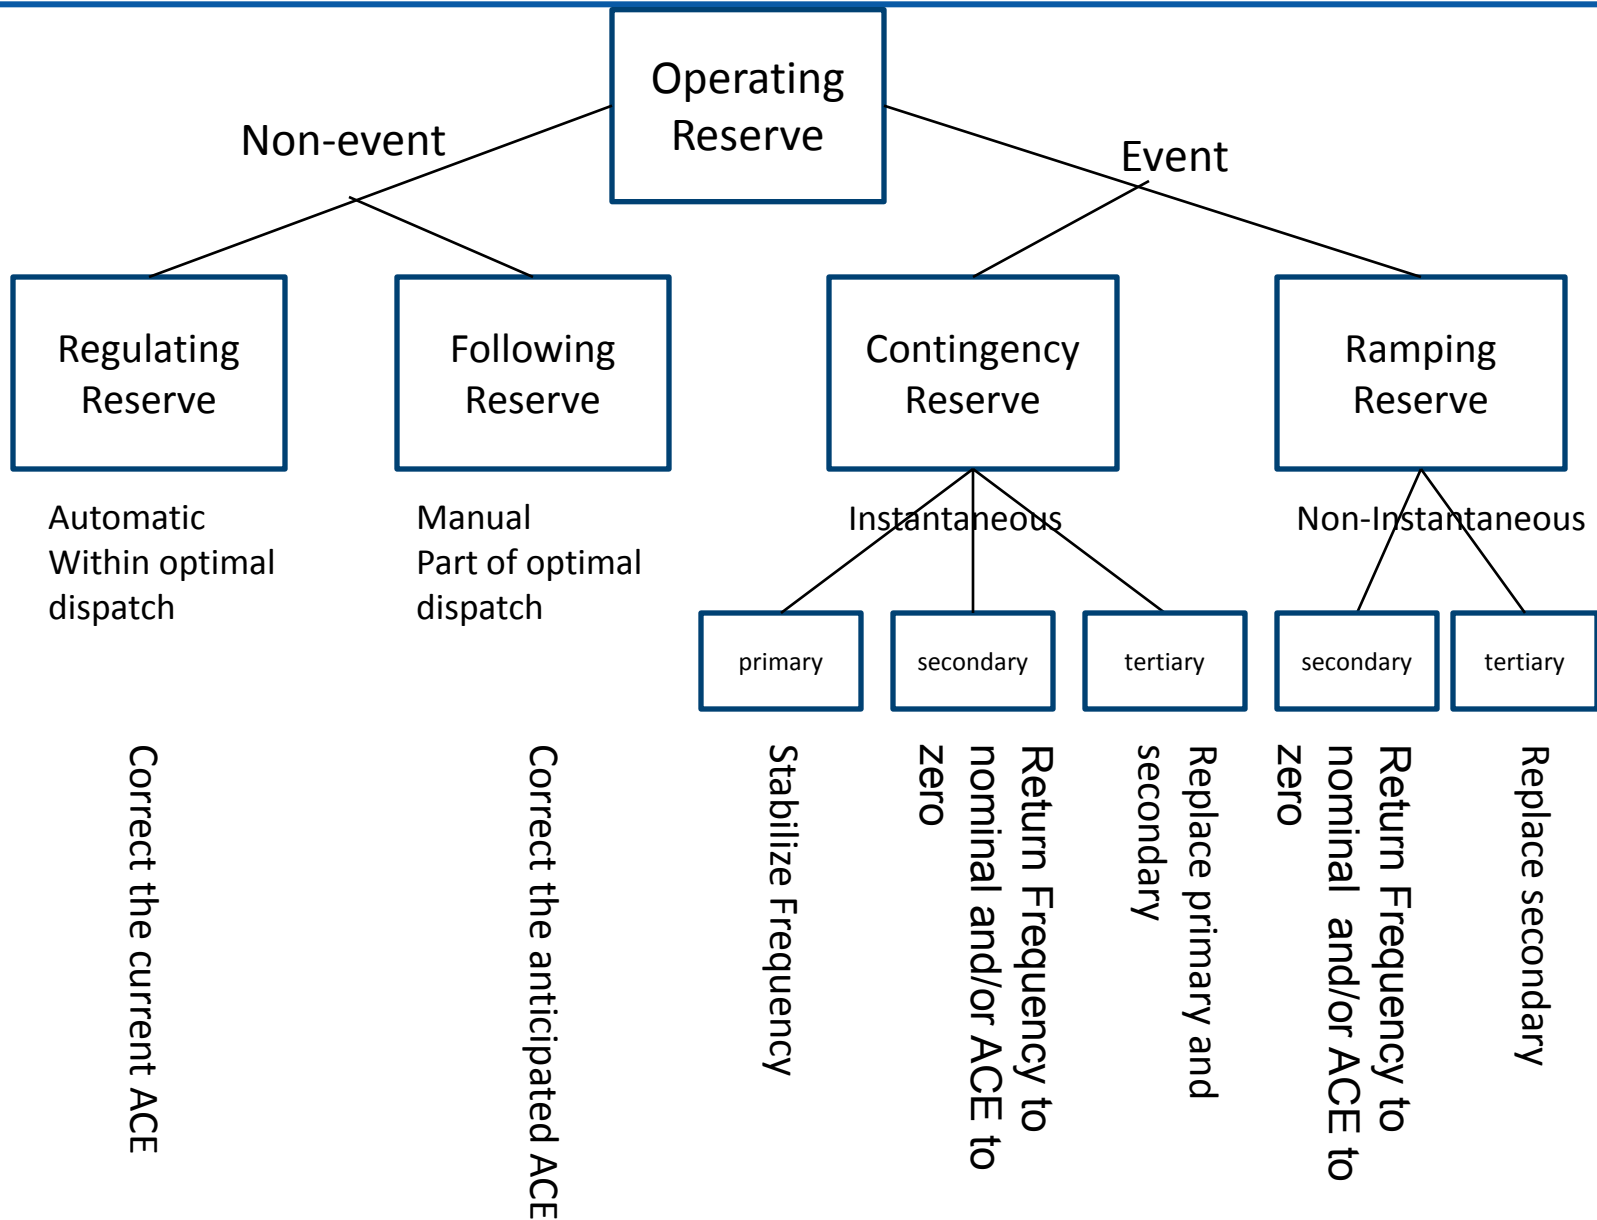 Operating
Reserve
Non-event
Event
Regulating
Reserve
Following
Reserve
Contingency
Reserve
Ramping
Reserve
Automatic
Within optimal
dispatch
Manual
Part of optimal
dispatch
Instantaneous
Non-Instantaneous
primary
secondary
tertiary
secondary
tertiary
Correct the current ACE
Correct the anticipated ACE
Stabilize Frequency
Return Frequency to
nominal and/or ACE to
zero
Replace primary and
secondary
Return Frequency to
nominal and/or ACE to
zero
Replace secondary